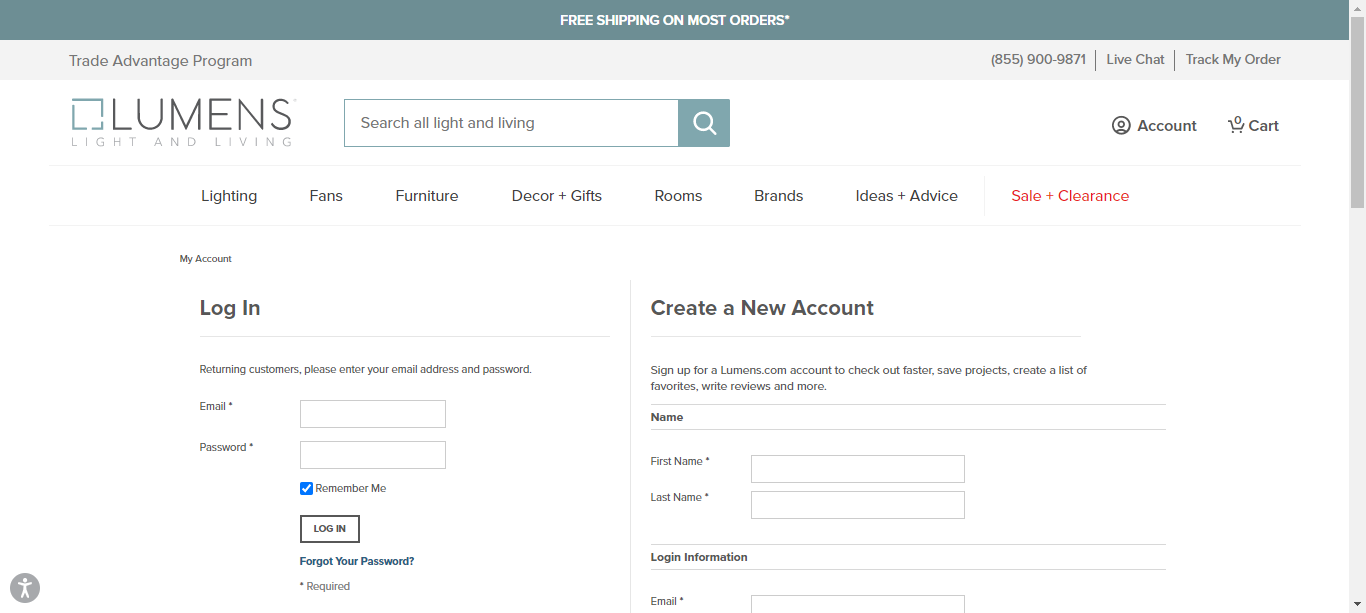 FREE SHIPPING ON MOST ORDERS*
Trade Advantage Program
(855) 900-9871
Live Chat
Track My Order
LUMENS
LIGHT AND LIVING
Search all light and living
Account
0
Cart
Lighting
Fans
Furniture
Decor + Gifts
Rooms
Brands
Ideas + Advice
Sale + Clearance
My Account
Log In
Returning customers, please enter your email address and password.
Email *
Password *
Remember Me
LOG IN
Forgot Your Password?
* Required
Create a New Account
Sign up for a Lumens.com account to check out faster, save projects, create a list of
favorites, write reviews and more.
Name
First Name *
Last Name *
Login Information
Email *